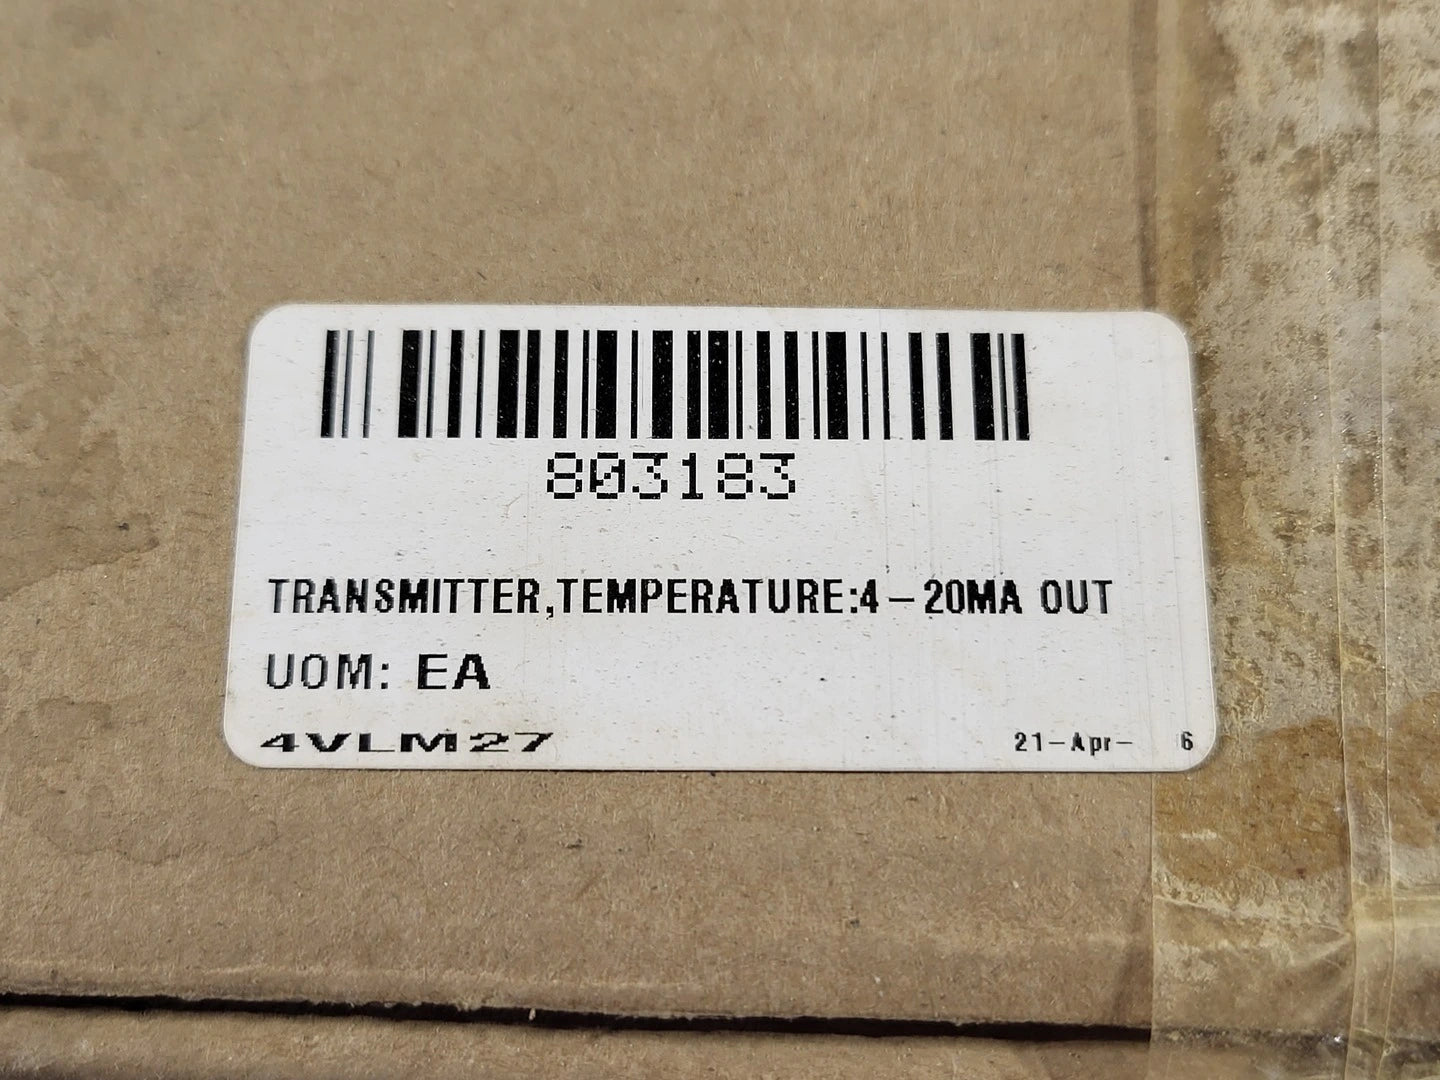 803183
TRANSMITTER,TEMPERATURE:4-20MA OUT
UOM: EA
4VLM27 21-Apr- 6